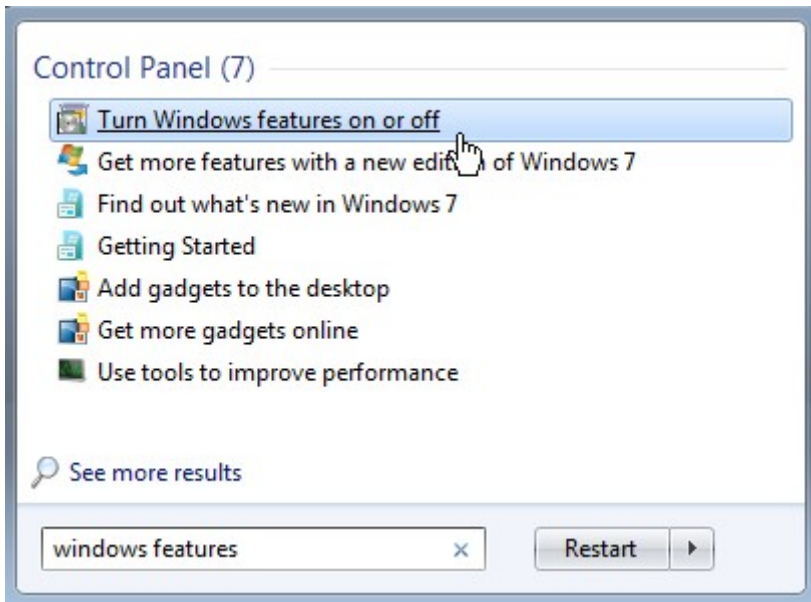 Control Panel (7)
Turn Windows features on or off
Get more features with a new edition of Windows 7
Find out what's new in Windows 7
Getting Started
Add gadgets to the desktop
Get more gadgets online
Use tools to improve performance
See more results
windows features
Restart